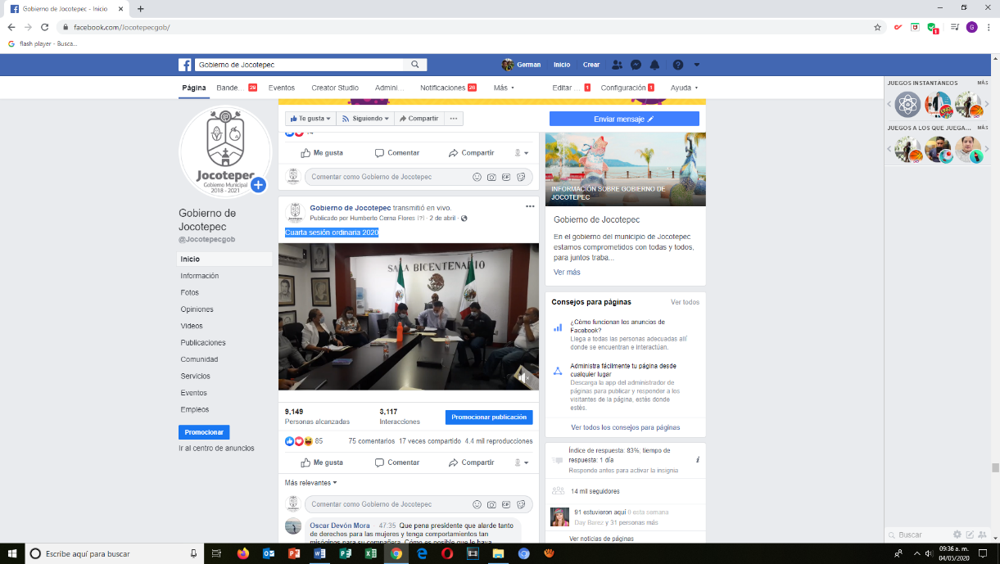 Gobierno de Jocotepec - Inicio
facebook.com/Jocotepecgob/
flash player - Busca...
Gobierno de Jocotepec
German Inicio Crear
Página Bande... 29 Eventos Creator Studio Admini... Notificaciones 26 Más Editar ... 1 Configuración 1 Ayuda
Te gusta Siguiendo Compartir ...
Enviar mensaje
Me gusta Comentar Compartir
Comentar como Gobierno de Jocotepec
Jocotepec
Gobierno Municipal
2018 - 2021
Gobierno de
Jocotepec
@Jocotepecgob
Inicio
Información
Fotos
Opiniones
Videos
Publicaciones
Comunidad
Servicios
Eventos
Empleos
Promocionar
Ir al centro de anuncios
Gobierno de Jocotepec transmitió en vivo.
Publicado por Humberto Cerna Flores [?] · 2 de abril ·
Cuarta sesión ordinaria 2020
SALA BICENTENARIO
9,149
Personas alcanzadas
3,117
Interacciones
Promocionar publicación
85 75 comentarios 17 veces compartido 4.4 mil reproducciones
Me gusta Comentar Compartir
Más relevantes
Comentar como Gobierno de Jocotepec
Oscar Devón Mora · 47:35 Que pena presidente que alarde tanto
de derechos para las mujeres y tenga comportamientos tan
misóginos para su compañera. Cómo es posible que le haya
INFORMACIÓN SOBRE GOBIERNO DE
JOCOTEPEC
Gobierno de Jocotepec
En el gobierno del municipio de Jocotepec
estamos comprometidos con todas y todos,
para juntos traba...
Ver más
Consejos para páginas Ver todos
¿Cómo funcionan los anuncios de
Facebook?
Llega a todas las personas adecuadas allí
donde se encuentran e interactúan.
Administra fácilmente tu página desde
cualquier lugar
Descarga la app del administrador de
páginas para publicar y responder a los
visitantes de la página, estés donde
estés.
Ver todos los consejos para páginas
Índice de respuesta: 83%; tiempo de
respuesta: 1 día
Responde antes para activar la insignia
14 mil seguidores
91 estuvieron aquí 0 esta semana
Day Barez y 31 personas más
Ver noticias de páginas
JUEGOS INSTANTÁNEOS MÁS
JUEGOS A LOS QUE JUEGA... MÁS
Buscar
Escribe aquí para buscar
09:36 a. m.
04/05/2020